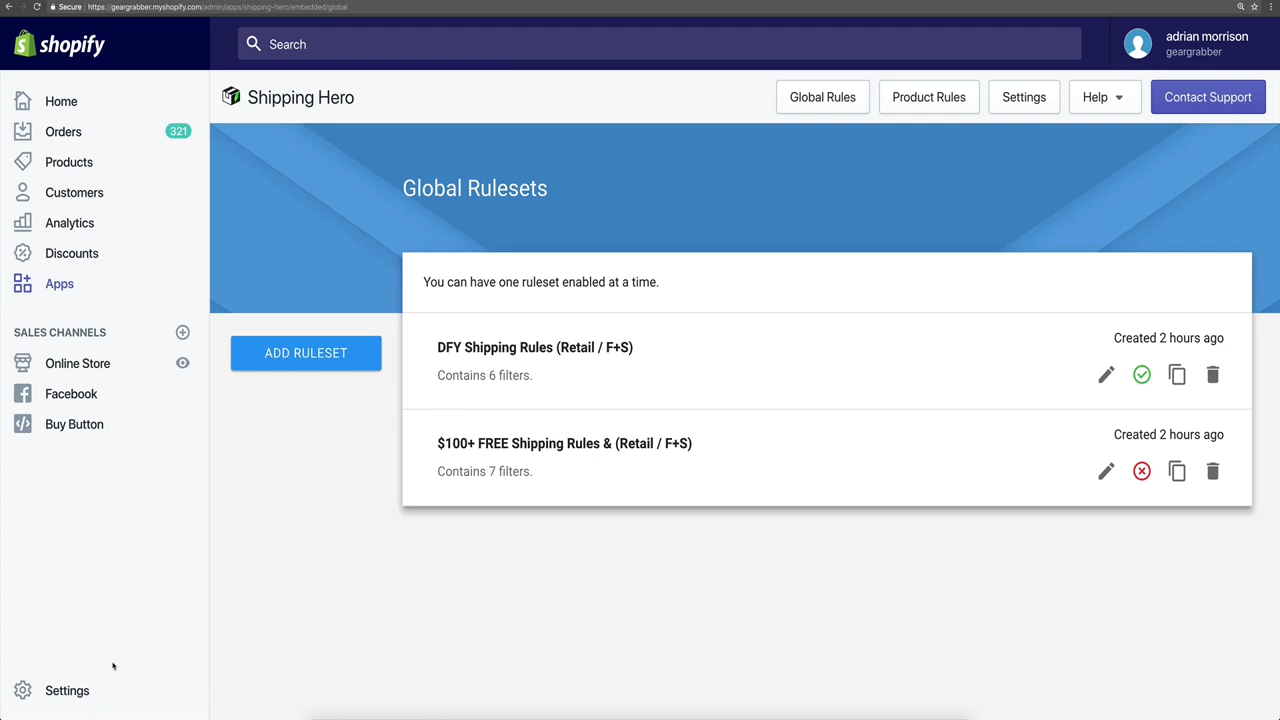 Secure https://geargrabber.myshopify.com/admin/apps/shipping-hero/embedded/global
shopify
Search
adrian morrison
geargrabber
Home
Orders 321
Products
Customers
Analytics
Discounts
Apps
SALES CHANNELS
Online Store
Facebook
Buy Button
Settings
Shipping Hero
Global Rules
Product Rules
Settings
Help
Contact Support
Global Rulesets
ADD RULESET
You can have one ruleset enabled at a time.
DFY Shipping Rules (Retail / F+S)
Created 2 hours ago
Contains 6 filters.
$100+ FREE Shipping Rules & (Retail / F+S)
Created 2 hours ago
Contains 7 filters.